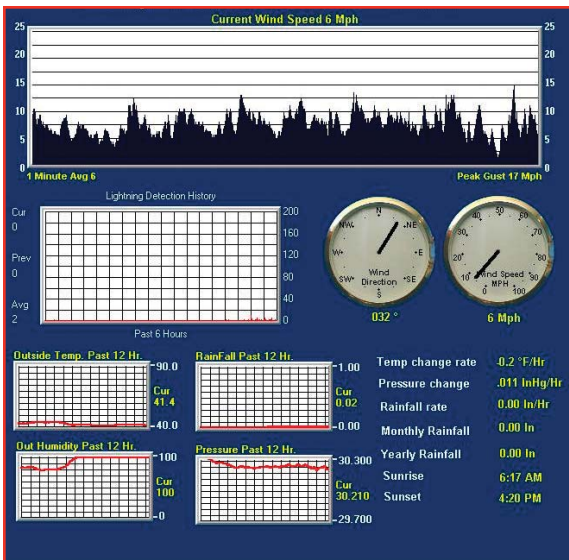 Current Wind Speed 6 Mph
25 25
20 20
15 15
10 10
5 5
0 0
1 Minute Avg 6 Peak Gust 17 Mph
Lightning Detection History
Cur
0
Prev
0
Avg
2
200
160
120
80
40
0
Past 6 Hours
N
NE
E
SE
S
SW
W
NW
Wind
Direction
032 °
0
10
20
30
40
50
60
70
80
90
100
Wind Speed
MPH
6 Mph
Outside Temp. Past 12 Hr.
90.0
Cur
41.4
40.0
RainFall Past 12 Hr.
1.00
Cur
0.02
0.00
Out Humidity Past 12 Hr.
100
Cur
100
0
Pressure Past 12 Hr.
30.300
Cur
30.210
29.700
Temp change rate -0.2 °F/Hr
Pressure change .011 InHg/Hr
Rainfall rate 0.00 In/Hr
Monthly Rainfall 0.00 In
Yearly Rainfall 0.00 In
Sunrise 6:17 AM
Sunset 4:20 PM